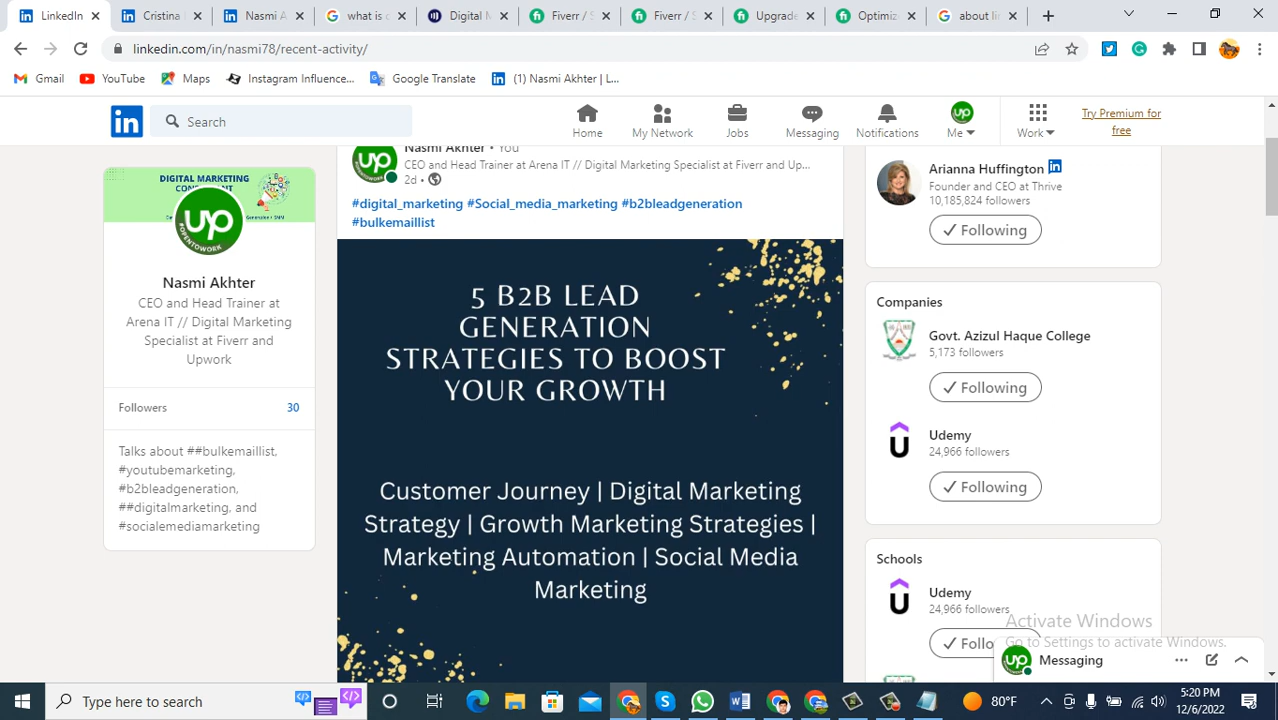 LinkedIn
Cristina
Nasmi A
what is c
Digital M
Fiverr / S
Fiverr / S
Upgrade
Optimiz
about lin
linkedin.com/in/nasmi78/recent-activity/
Gmail
YouTube
Maps
Instagram Influence...
Google Translate
(1) Nasmi Akhter | L...
in
Search
Home
My Network
Jobs
Messaging
Notifications
Me
Work
Try Premium for
free
DIGITAL MARKETING
up
#OPENTOWORK
Nasmi Akhter
CEO and Head Trainer at
Arena IT // Digital Marketing
Specialist at Fiverr and
Upwork
Followers 30
Talks about ##bulkemaillist,
#youtubemarketing,
#b2bleadgeneration,
##digitalmarketing, and
#socialemediamarketing
Nasmi Akhter • You
CEO and Head Trainer at Arena IT // Digital Marketing Specialist at Fiverr and Up...
2d •
#digital_marketing #Social_media_marketing #b2bleadgeneration
#bulkemaillist
5 B2B LEAD
GENERATION
STRATEGIES TO BOOST
YOUR GROWTH
Customer Journey | Digital Marketing
Strategy | Growth Marketing Strategies |
Marketing Automation | Social Media
Marketing
Arianna Huffington
Founder and CEO at Thrive
10,185,824 followers
Following
Companies
Govt. Azizul Haque College
5,173 followers
Following
Udemy
24,966 followers
Following
Schools
Udemy
24,966 followers
Follo
Activate Windows
Go to Settings to activate Windows.
up
Messaging
Type here to search
80°F
5:20 PM
12/6/2022